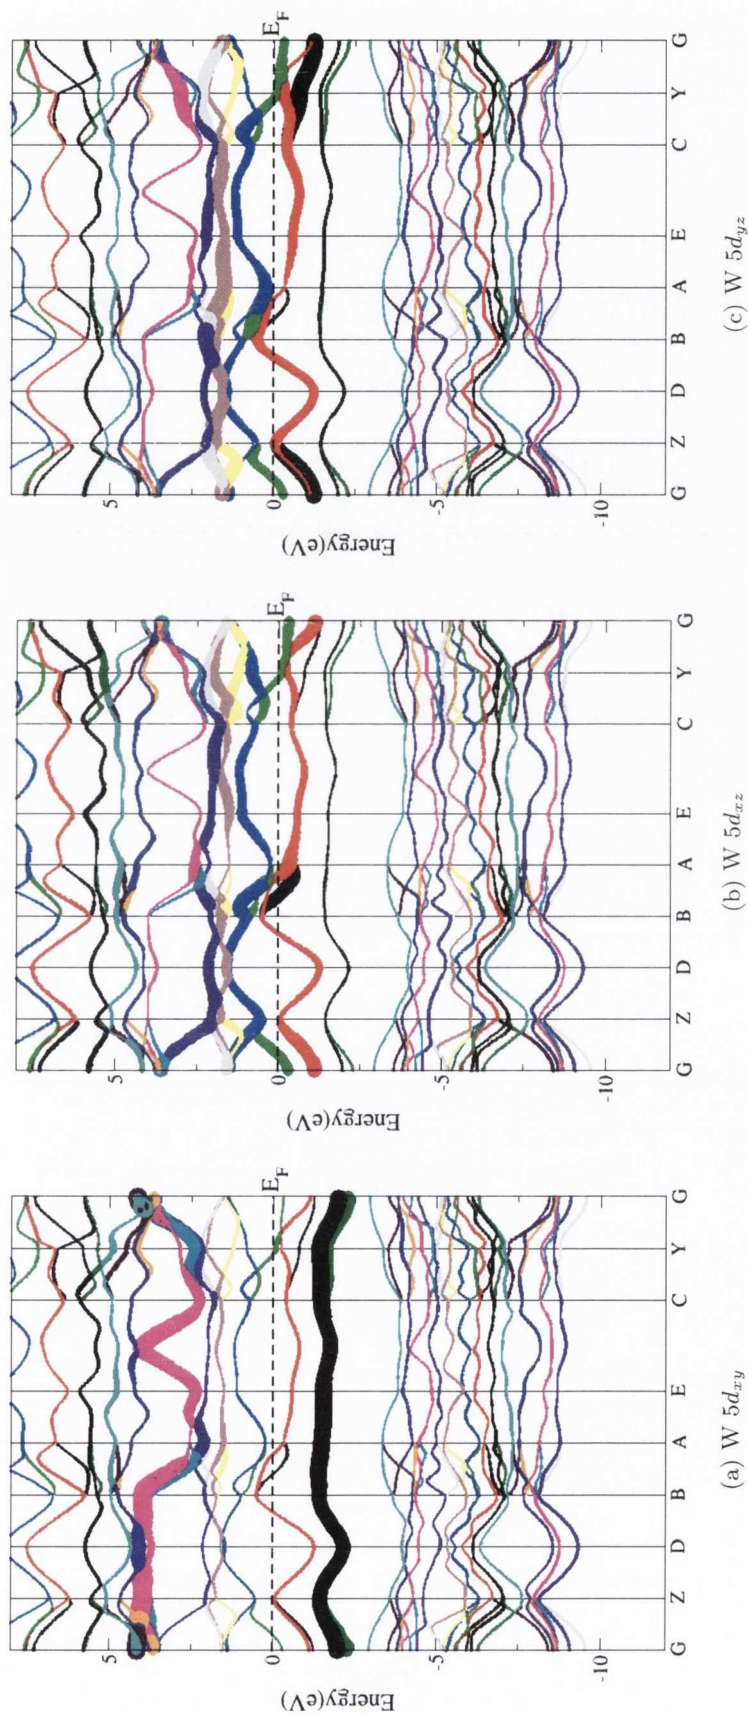 Energy(eV)
5
0
-5
-10
E_F
G Z D B A E C Y G
(a) W 5d_{xy}
Energy(eV)
5
0
-5
-10
E_F
G Z D B A E C Y G
(b) W 5d_{xz}
Energy(eV)
5
0
-5
-10
E_F
G Z D B A E C Y G
(c) W 5d_{yz}